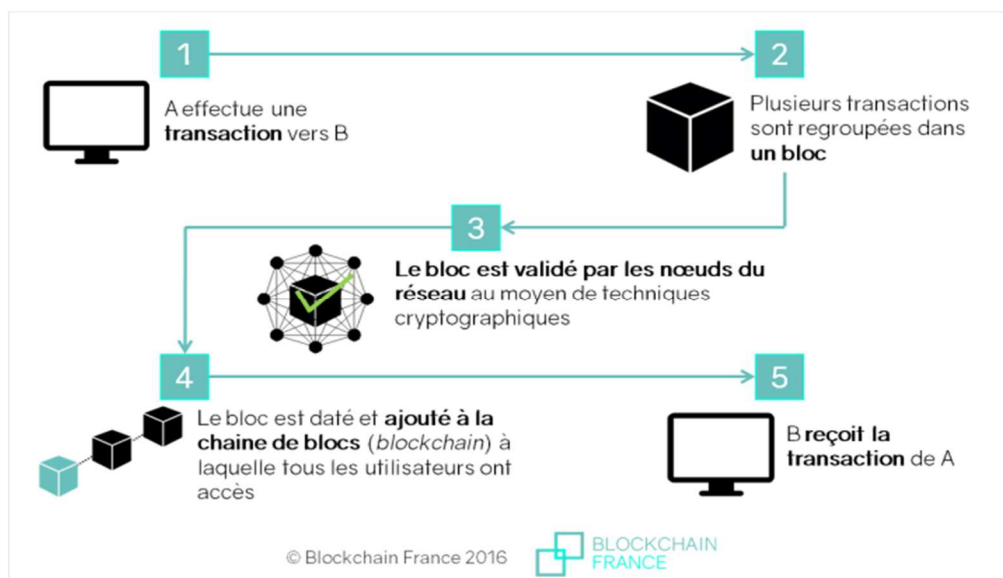 1
A effectue une
transaction vers B
2
Plusieurs transactions
sont regroupées dans
un bloc
3
Le bloc est validé par les nœuds du
réseau au moyen de techniques
cryptographiques
4
Le bloc est daté et ajouté à la
chaine de blocs (blockchain) à
laquelle tous les utilisateurs ont
accès
5
B reçoit la
transaction de A
© Blockchain France 2016
BLOCKCHAIN
FRANCE